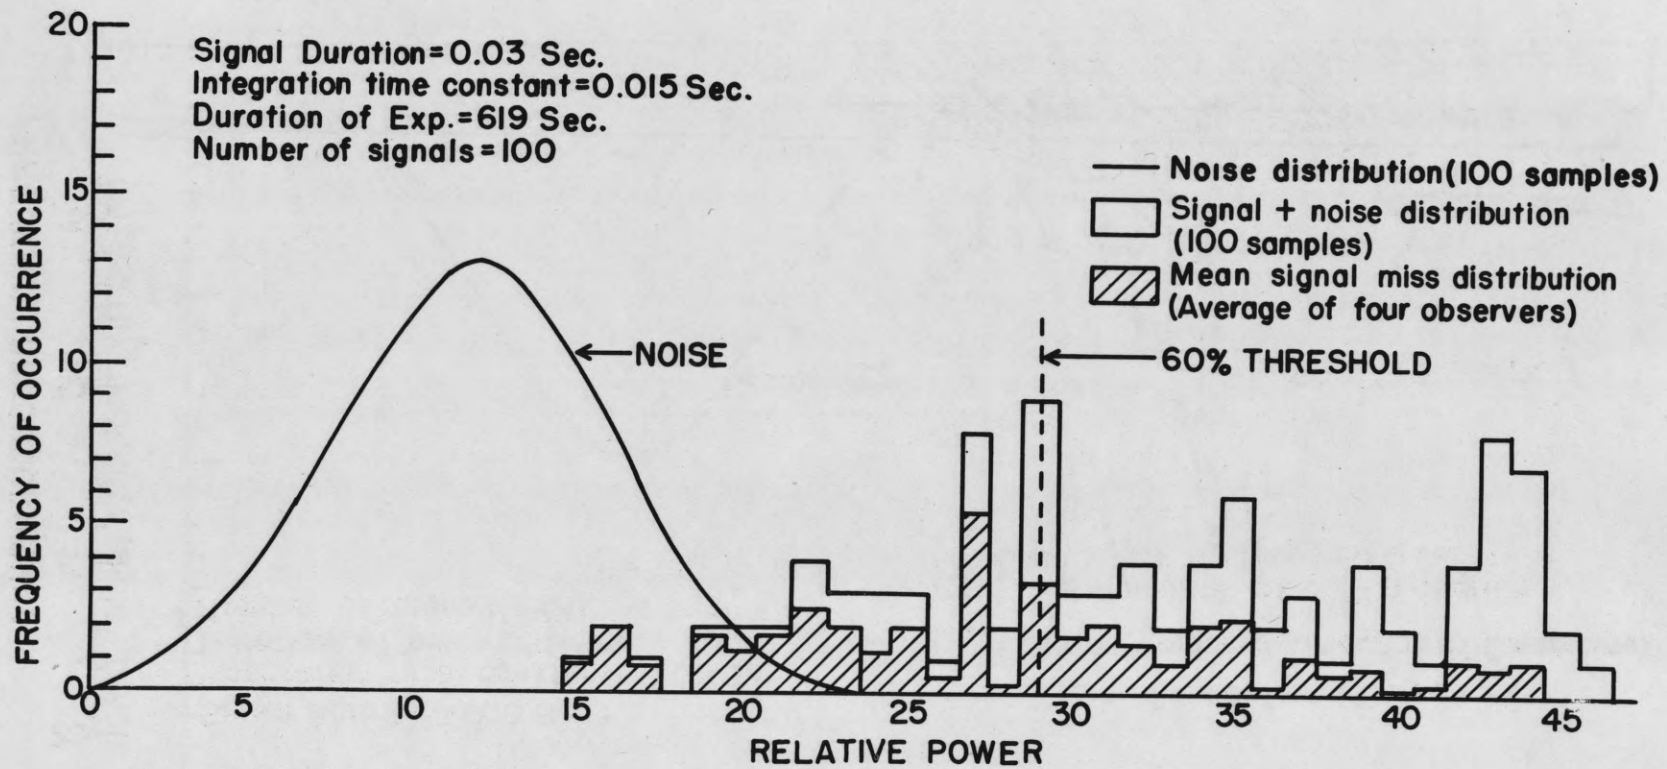 20
15
10
5
0
FREQUENCY OF OCCURRENCE
Signal Duration=0.03 Sec.
Integration time constant=0.015 Sec.
Duration of Exp.=619 Sec.
Number of signals=100
Noise distribution(100 samples)
Signal + noise distribution
(100 samples)
Mean signal miss distribution
(Average of four observers)
NOISE
60% THRESHOLD
0 5 10 15 20 25 30 35 40 45
RELATIVE POWER